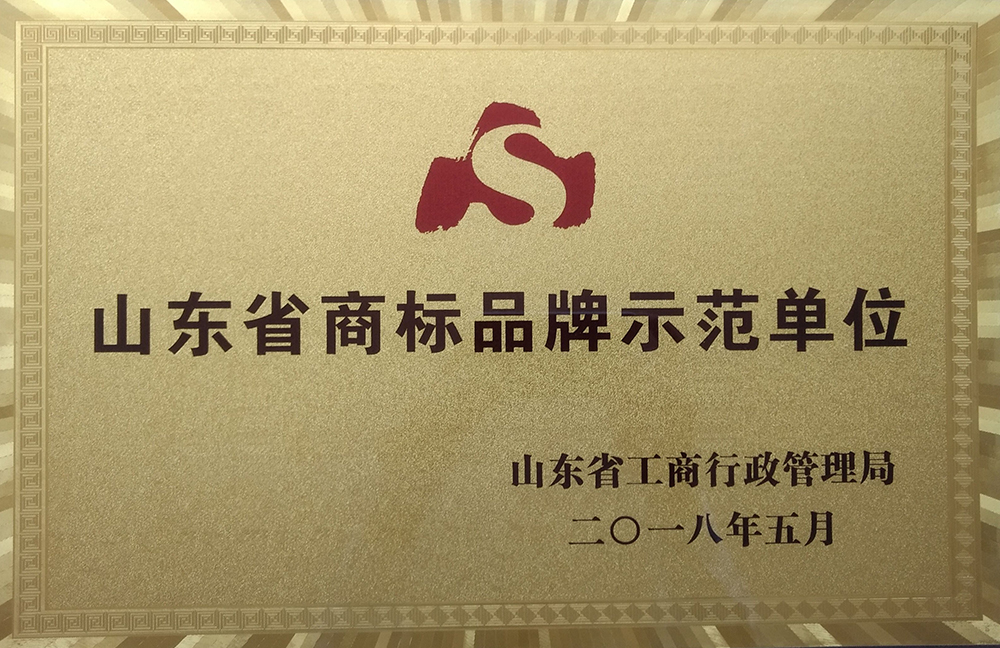 山东省商标品牌示范单位
山东省工商行政管理局
二〇一八年五月